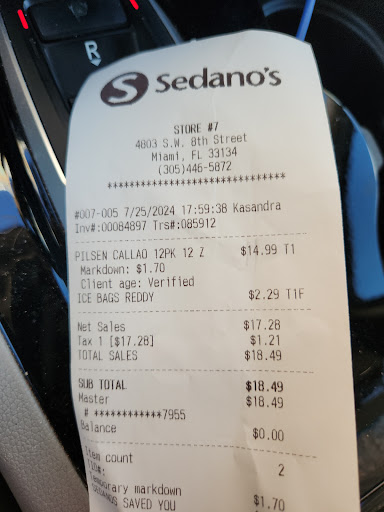 R
S Sedano's
STORE #7
4803 S.W. 8th Street
Miami, FL 33134
(305)446-5872
******************************
#007-005 7/25/2024 17:59:38 Kasandra
Inv#:00084897 Trs#:085912
PILSEN CALLAO 12PK 12 Z $14.99 T1
Markdown: $1.70
Client age: Verified
ICE BAGS REDDY $2.29 T1F
Net Sales $17.28
Tax 1 [$17.28] $1.21
TOTAL SALES $18.49
SUB TOTAL $18.49
Master $18.49
# ************7955
Balance $0.00
Item count 2
Temporary markdown
SEDANOS SAVED YOU $1.70